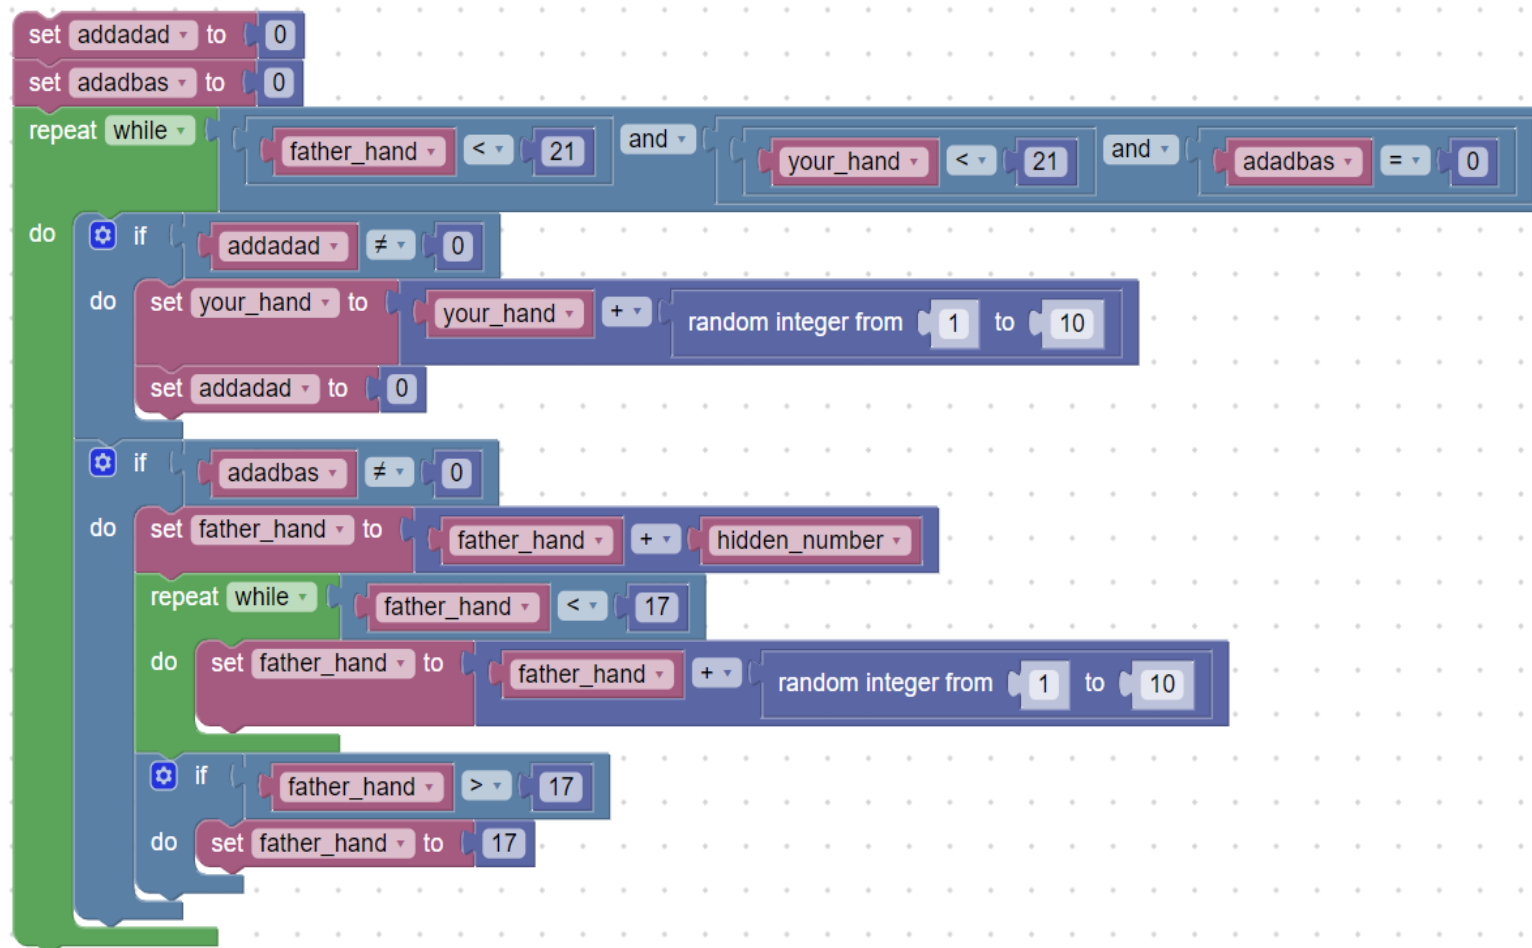 set addadad to 0
set adadbas to 0
repeat while father_hand < 21 and your_hand < 21 and adadbas = 0
do if addadad ≠ 0
do set your_hand to your_hand + random integer from 1 to 10
set addadad to 0
if adadbas ≠ 0
do set father_hand to father_hand + hidden_number
repeat while father_hand < 17
do set father_hand to father_hand + random integer from 1 to 10
if father_hand > 17
do set father_hand to 17